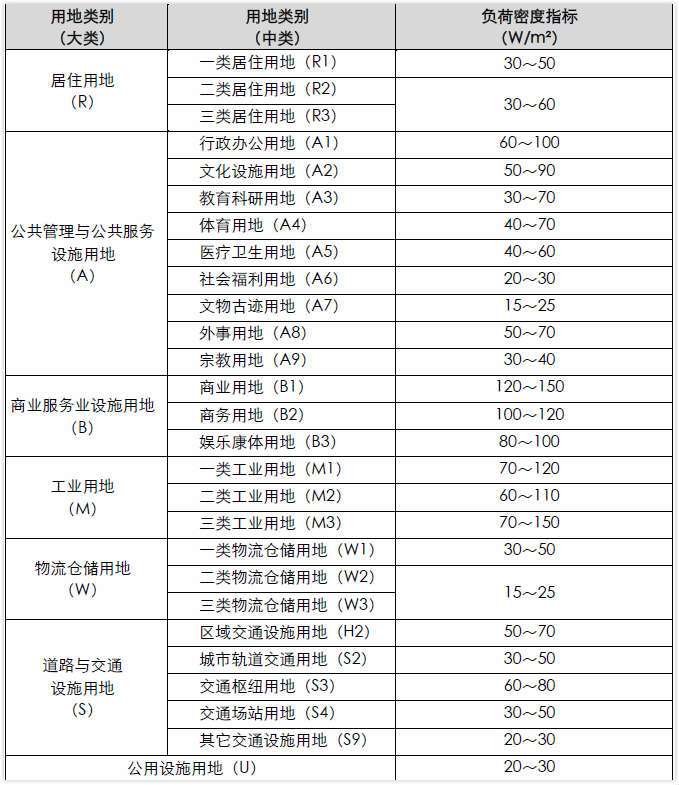 用地类别
（大类）
用地类别
（中类）
负荷密度指标
（W/m²）
居住用地
（R）
一类居住用地（R1）
30～50
二类居住用地（R2）
三类居住用地（R3）
30～60
公共管理与公共服务
设施用地
（A）
行政办公用地（A1）
60～100
文化设施用地（A2）
50～90
教育科研用地（A3）
30～70
体育用地（A4）
40～70
医疗卫生用地（A5）
40～60
社会福利用地（A6）
20～30
文物古迹用地（A7）
15～25
外事用地（A8）
50～70
宗教用地（A9）
30～40
商业服务业设施用地
（B）
商业用地（B1）
120～150
商务用地（B2）
100～120
娱乐康体用地（B3）
80～100
工业用地
（M）
一类工业用地（M1）
70～120
二类工业用地（M2）
60～110
三类工业用地（M3）
70～150
物流仓储用地
（W）
一类物流仓储用地（W1）
30～50
二类物流仓储用地（W2）
三类物流仓储用地（W3）
15～25
道路与交通
设施用地
（S）
区域交通设施用地（H2）
50～70
城市轨道交通用地（S2）
30～50
交通枢纽用地（S3）
60～80
交通场站用地（S4）
30～50
其它交通设施用地（S9）
20～30
公用设施用地（U）
20～30